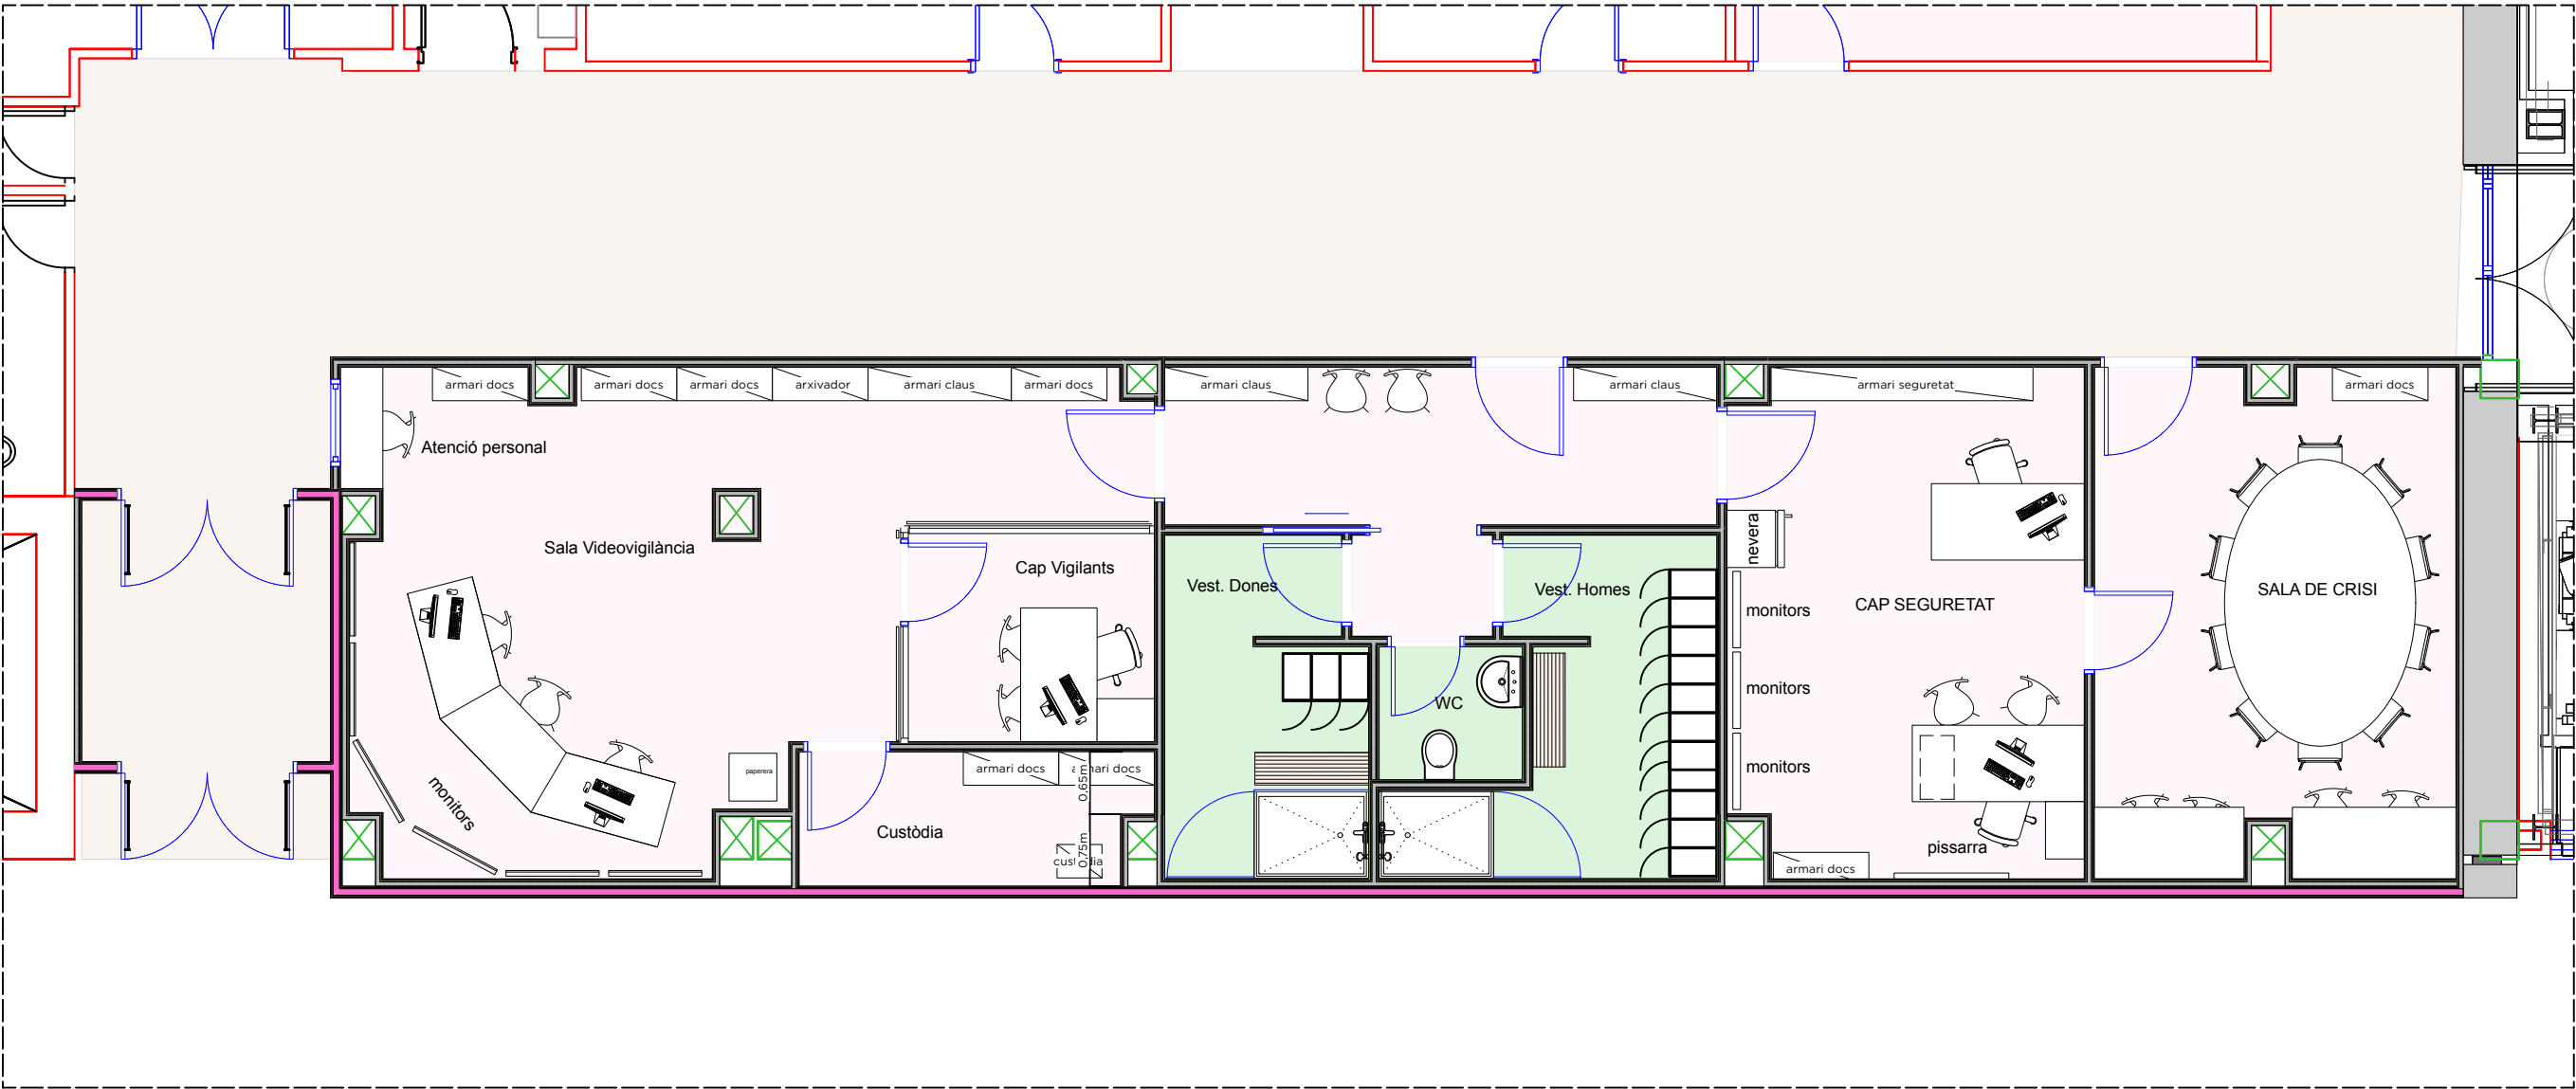 armari docs
armari docs
armari docs
arxivador
armari claus
armari docs
armari claus
armari claus
armari seguretat
armari docs
Atenció personal
Sala Videovigilància
Cap Vigilants
Vest. Dones
Vest. Homes
nevera
monitors
CAP SEGURETAT
SALA DE CRISI
monitors
WC
monitors
monitors
paperera
armari docs
armari docs
0.65m
Custòdia
0.75m
custòdia
pissarra
armari docs